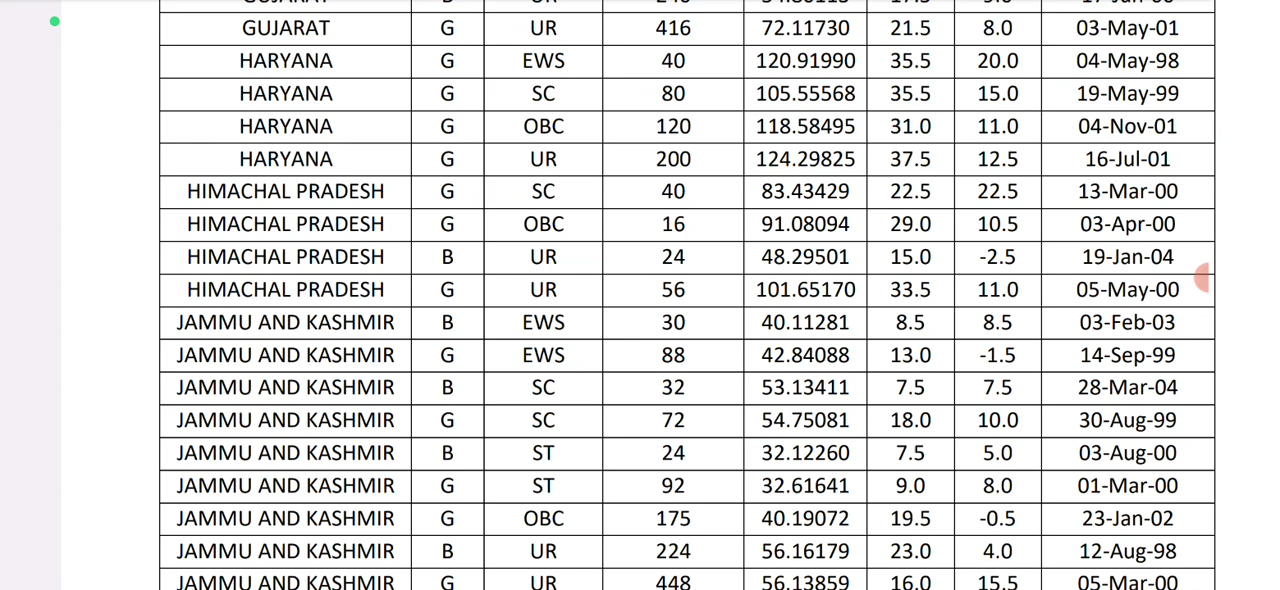 GUJARAT G UR 416 72.11730 21.5 8.0 03-May-01
HARYANA G EWS 40 120.91990 35.5 20.0 04-May-98
HARYANA G SC 80 105.55568 35.5 15.0 19-May-99
HARYANA G OBC 120 118.58495 31.0 11.0 04-Nov-01
HARYANA G UR 200 124.29825 37.5 12.5 16-Jul-01
HIMACHAL PRADESH G SC 40 83.43429 22.5 22.5 13-Mar-00
HIMACHAL PRADESH G OBC 16 91.08094 29.0 10.5 03-Apr-00
HIMACHAL PRADESH B UR 24 48.29501 15.0 -2.5 19-Jan-04
HIMACHAL PRADESH G UR 56 101.65170 33.5 11.0 05-May-00
JAMMU AND KASHMIR B EWS 30 40.11281 8.5 8.5 03-Feb-03
JAMMU AND KASHMIR G EWS 88 42.84088 13.0 -1.5 14-Sep-99
JAMMU AND KASHMIR B SC 32 53.13411 7.5 7.5 28-Mar-04
JAMMU AND KASHMIR G SC 72 54.75081 18.0 10.0 30-Aug-99
JAMMU AND KASHMIR B ST 24 32.12260 7.5 5.0 03-Aug-00
JAMMU AND KASHMIR G ST 92 32.61641 9.0 8.0 01-Mar-00
JAMMU AND KASHMIR G OBC 175 40.19072 19.5 -0.5 23-Jan-02
JAMMU AND KASHMIR B UR 224 56.16179 23.0 4.0 12-Aug-98
JAMMU AND KASHMIR G UR 448 56.13859 16.0 15.5 05-Mar-00